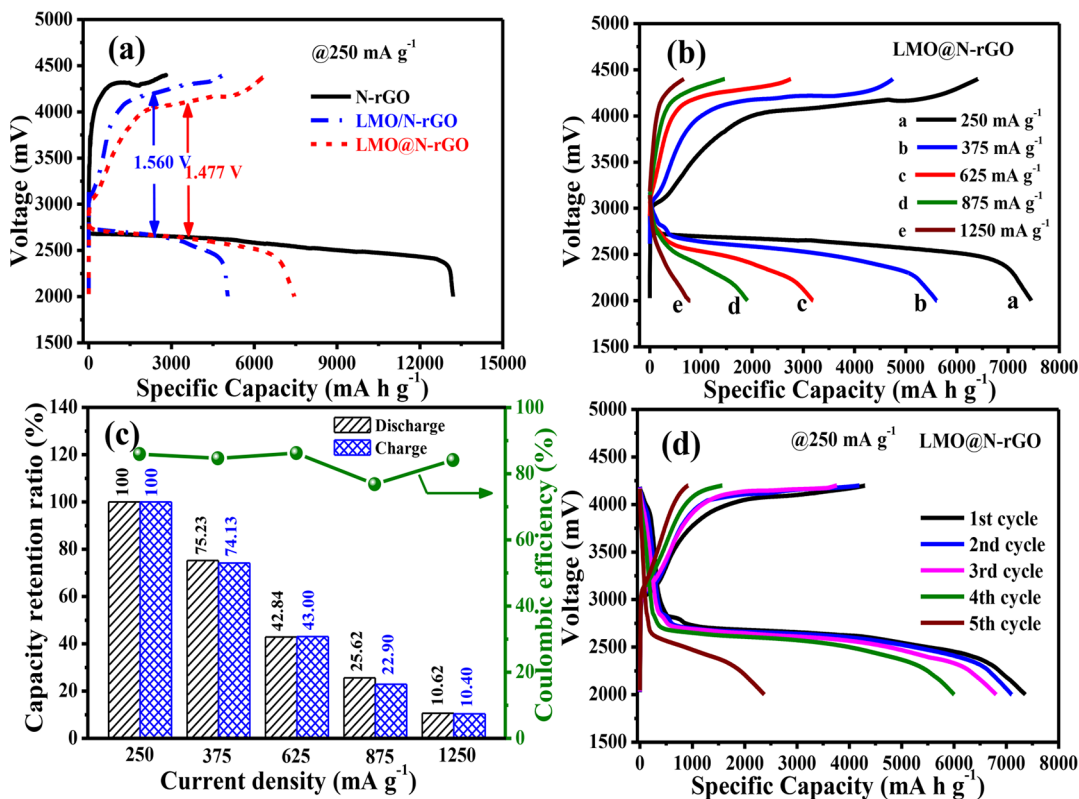 (a)
@250 mA g-1
N-rGO
LMO/N-rGO
LMO@N-rGO
1.560 V
1.477 V
Voltage (mV)
5000
4500
4000
3500
3000
2500
2000
1500
0 3000 6000 9000 12000 15000
Specific Capacity (mA h g-1)
(b)
LMO@N-rGO
a 250 mA g-1
b 375 mA g-1
c 625 mA g-1
d 875 mA g-1
e 1250 mA g-1
e d c b a
Voltage (mV)
5000
4500
4000
3500
3000
2500
2000
1500
0 1000 2000 3000 4000 5000 6000 7000 8000
Specific Capacity (mA h g-1)
(c)
Discharge
Charge
Capacity retention ratio (%)
140
120
100
80
60
40
20
0
100 100
75.23 74.13
42.84 43.00
25.62 22.90
10.62 10.40
100
80
60
40
20
0
Coulombic efficiency (%)
250 375 625 875 1250
Current density (mA g-1)
(d)
@250 mA g-1
LMO@N-rGO
1st cycle
2nd cycle
3rd cycle
4th cycle
5th cycle
Voltage (mV)
5000
4500
4000
3500
3000
2500
2000
1500
0 1000 2000 3000 4000 5000 6000 7000 8000
Specific Capacity (mA h g-1)